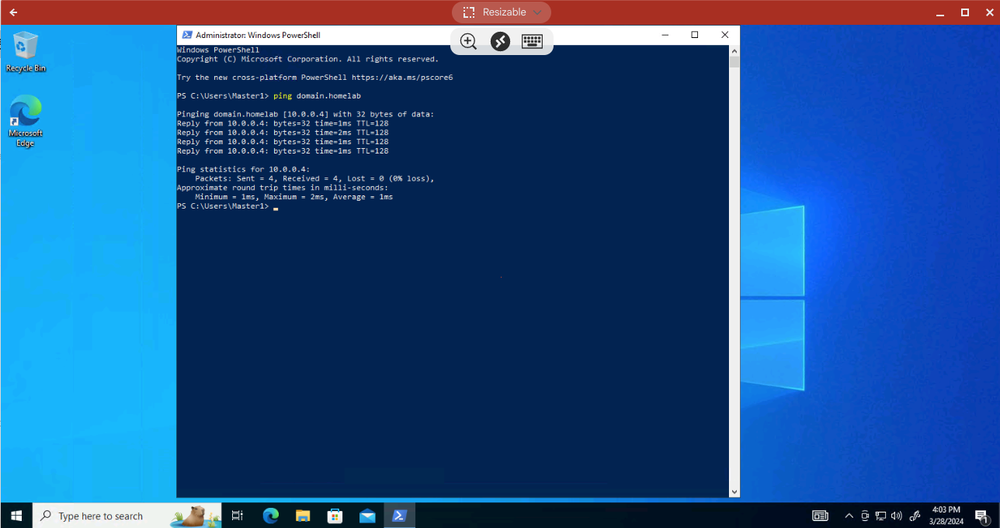 Resizable
Administrator: Windows PowerShell
Windows PowerShell
Copyright (C) Microsoft Corporation. All rights reserved.
Try the new cross-platform PowerShell https://aka.ms/pscore6
PS C:\Users\Master1> ping domain.homelab
Pinging domain.homelab [10.0.0.4] with 32 bytes of data:
Reply from 10.0.0.4: bytes=32 time=1ms TTL=128
Reply from 10.0.0.4: bytes=32 time=2ms TTL=128
Reply from 10.0.0.4: bytes=32 time=1ms TTL=128
Reply from 10.0.0.4: bytes=32 time=1ms TTL=128
Ping statistics for 10.0.0.4:
    Packets: Sent = 4, Received = 4, Lost = 0 (0% loss),
Approximate round trip times in milli-seconds:
    Minimum = 1ms, Maximum = 2ms, Average = 1ms
PS C:\Users\Master1>
Recycle Bin
Microsoft
Edge
Type here to search
4:03 PM
3/28/2024
1